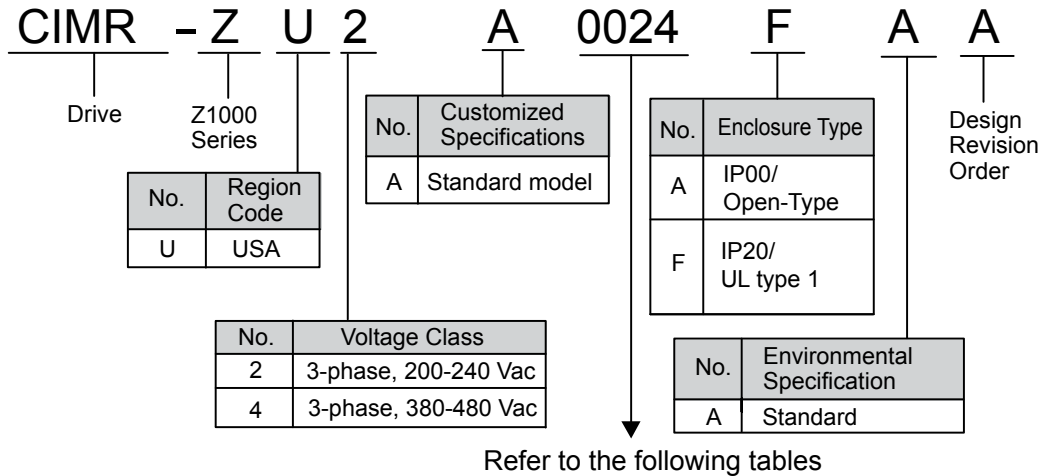 CIMR - Z U 2 A 0024 F A A
Drive
Z1000
Series
No. Region
Code
U USA
No. Customized
Specifications
A Standard model
No. Enclosure Type
A IP00/
Open-Type
F IP20/
UL type 1
Design
Revision
Order
No. Voltage Class
2 3-phase, 200-240 Vac
4 3-phase, 380-480 Vac
No. Environmental
Specification
A Standard
Refer to the following tables